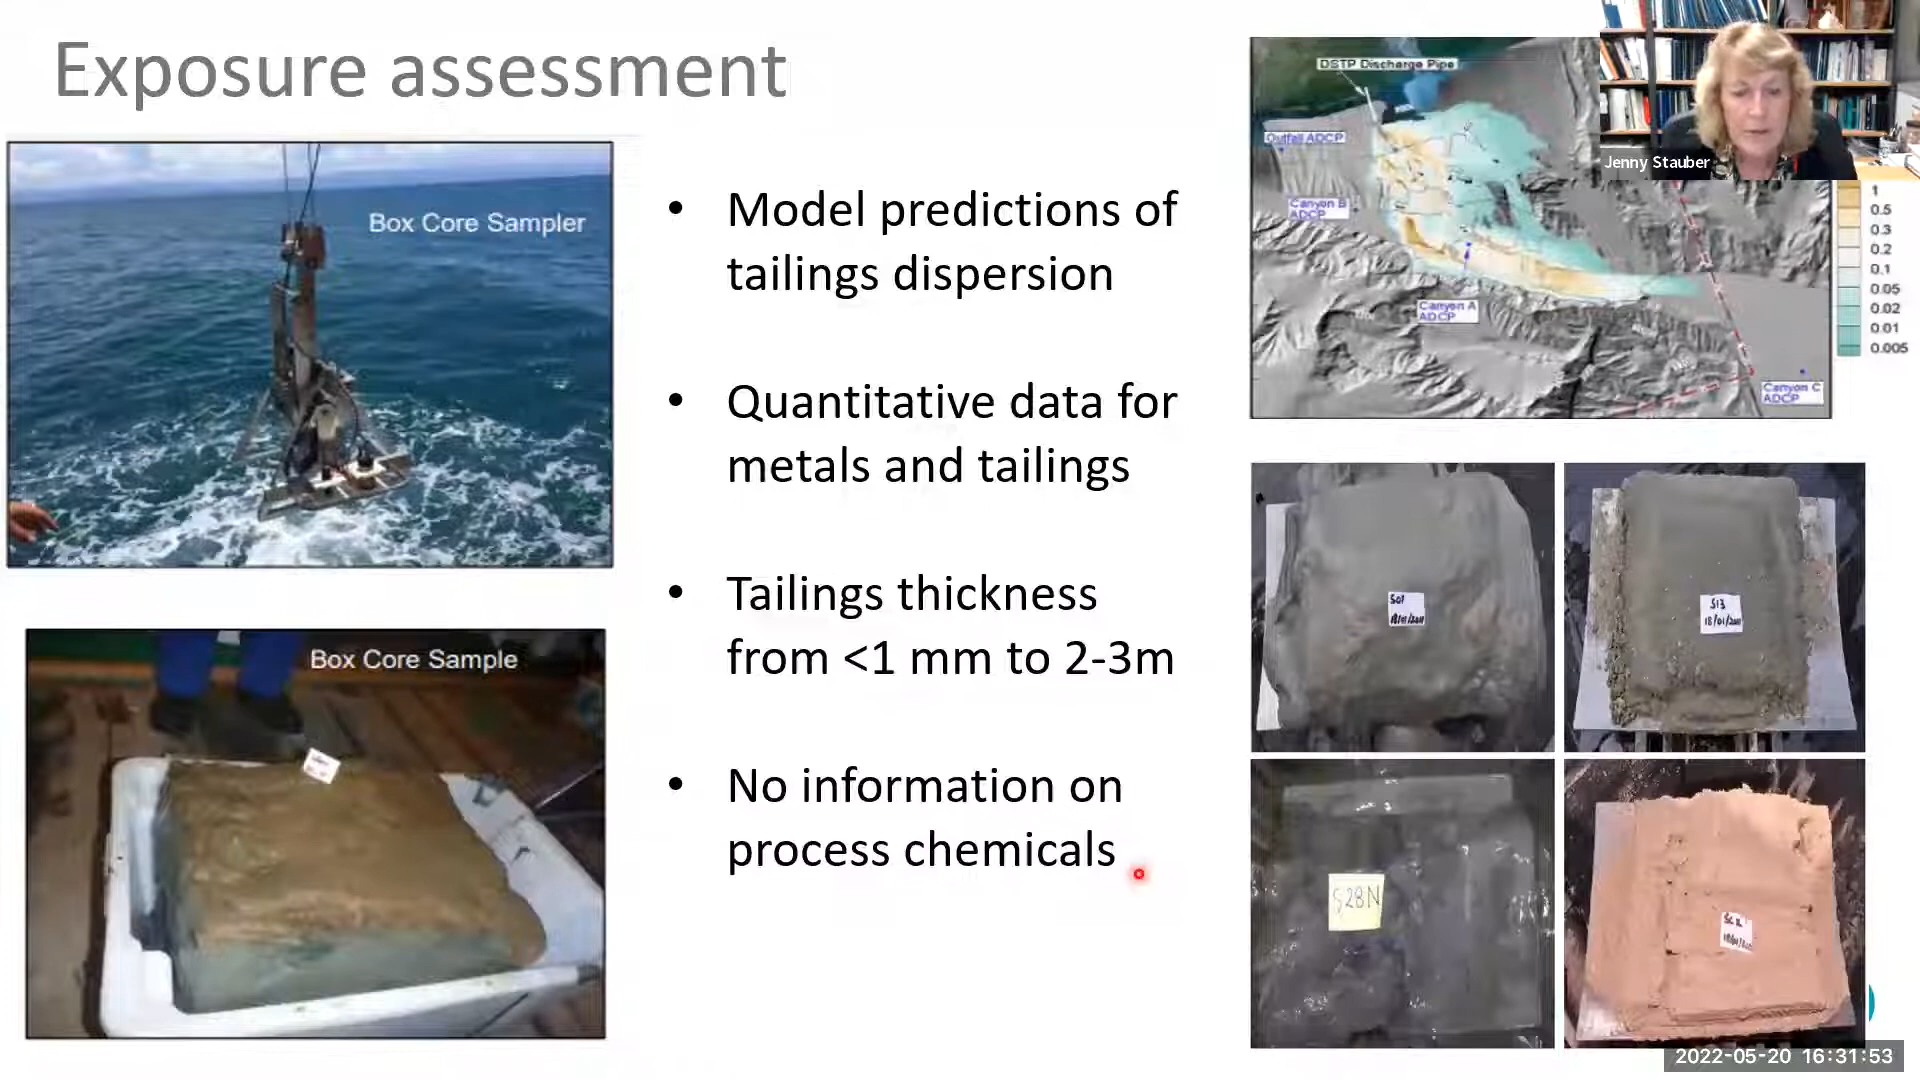 Exposure assessment
Box Core Sampler
Box Core Sample
• Model predictions of
tailings dispersion
• Quantitative data for
metals and tailings
• Tailings thickness
from <1 mm to 2-3m
• No information on
process chemicals
DSTP Discharge Pipe
Outfall ADCP
Canyon B
ADCP
Canyon A
ADCP
Canyon C
ADCP
Jenny Stauber
1
0.5
0.3
0.2
0.1
0.05
0.02
0.01
0.005
S13
18/01/2011
S28N
2022-05-20 16:31:53